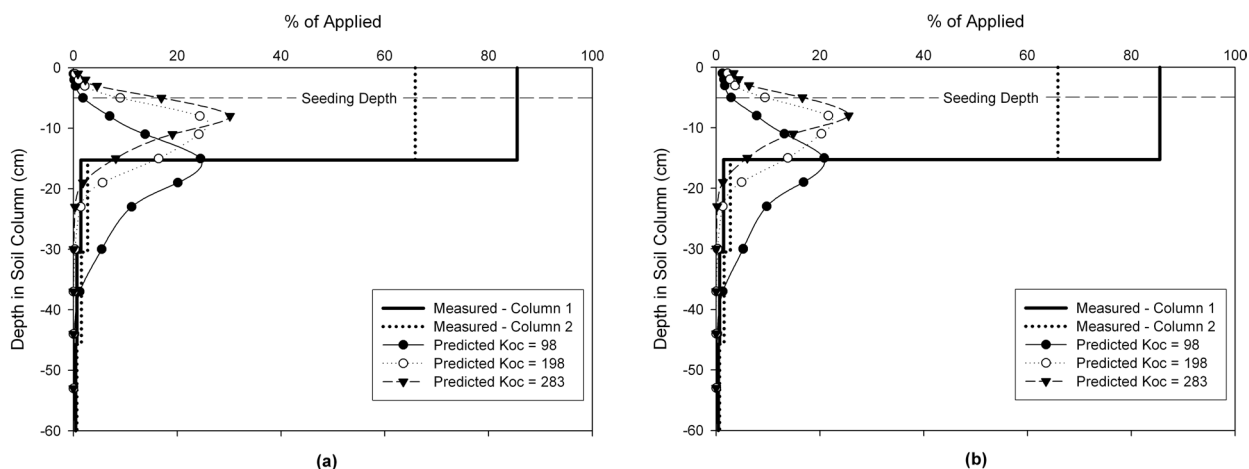 % of Applied
0 20 40 60 80 100
0
-10
-20
-30
-40
-50
-60
Depth in Soil Column (cm)
Seeding Depth
Measured - Column 1
Measured - Column 2
Predicted Koc = 98
Predicted Koc = 198
Predicted Koc = 283
(a)
% of Applied
0 20 40 60 80 100
0
-10
-20
-30
-40
-50
-60
Depth in Soil Column (cm)
Seeding Depth
Measured - Column 1
Measured - Column 2
Predicted Koc = 98
Predicted Koc = 198
Predicted Koc = 283
(b)